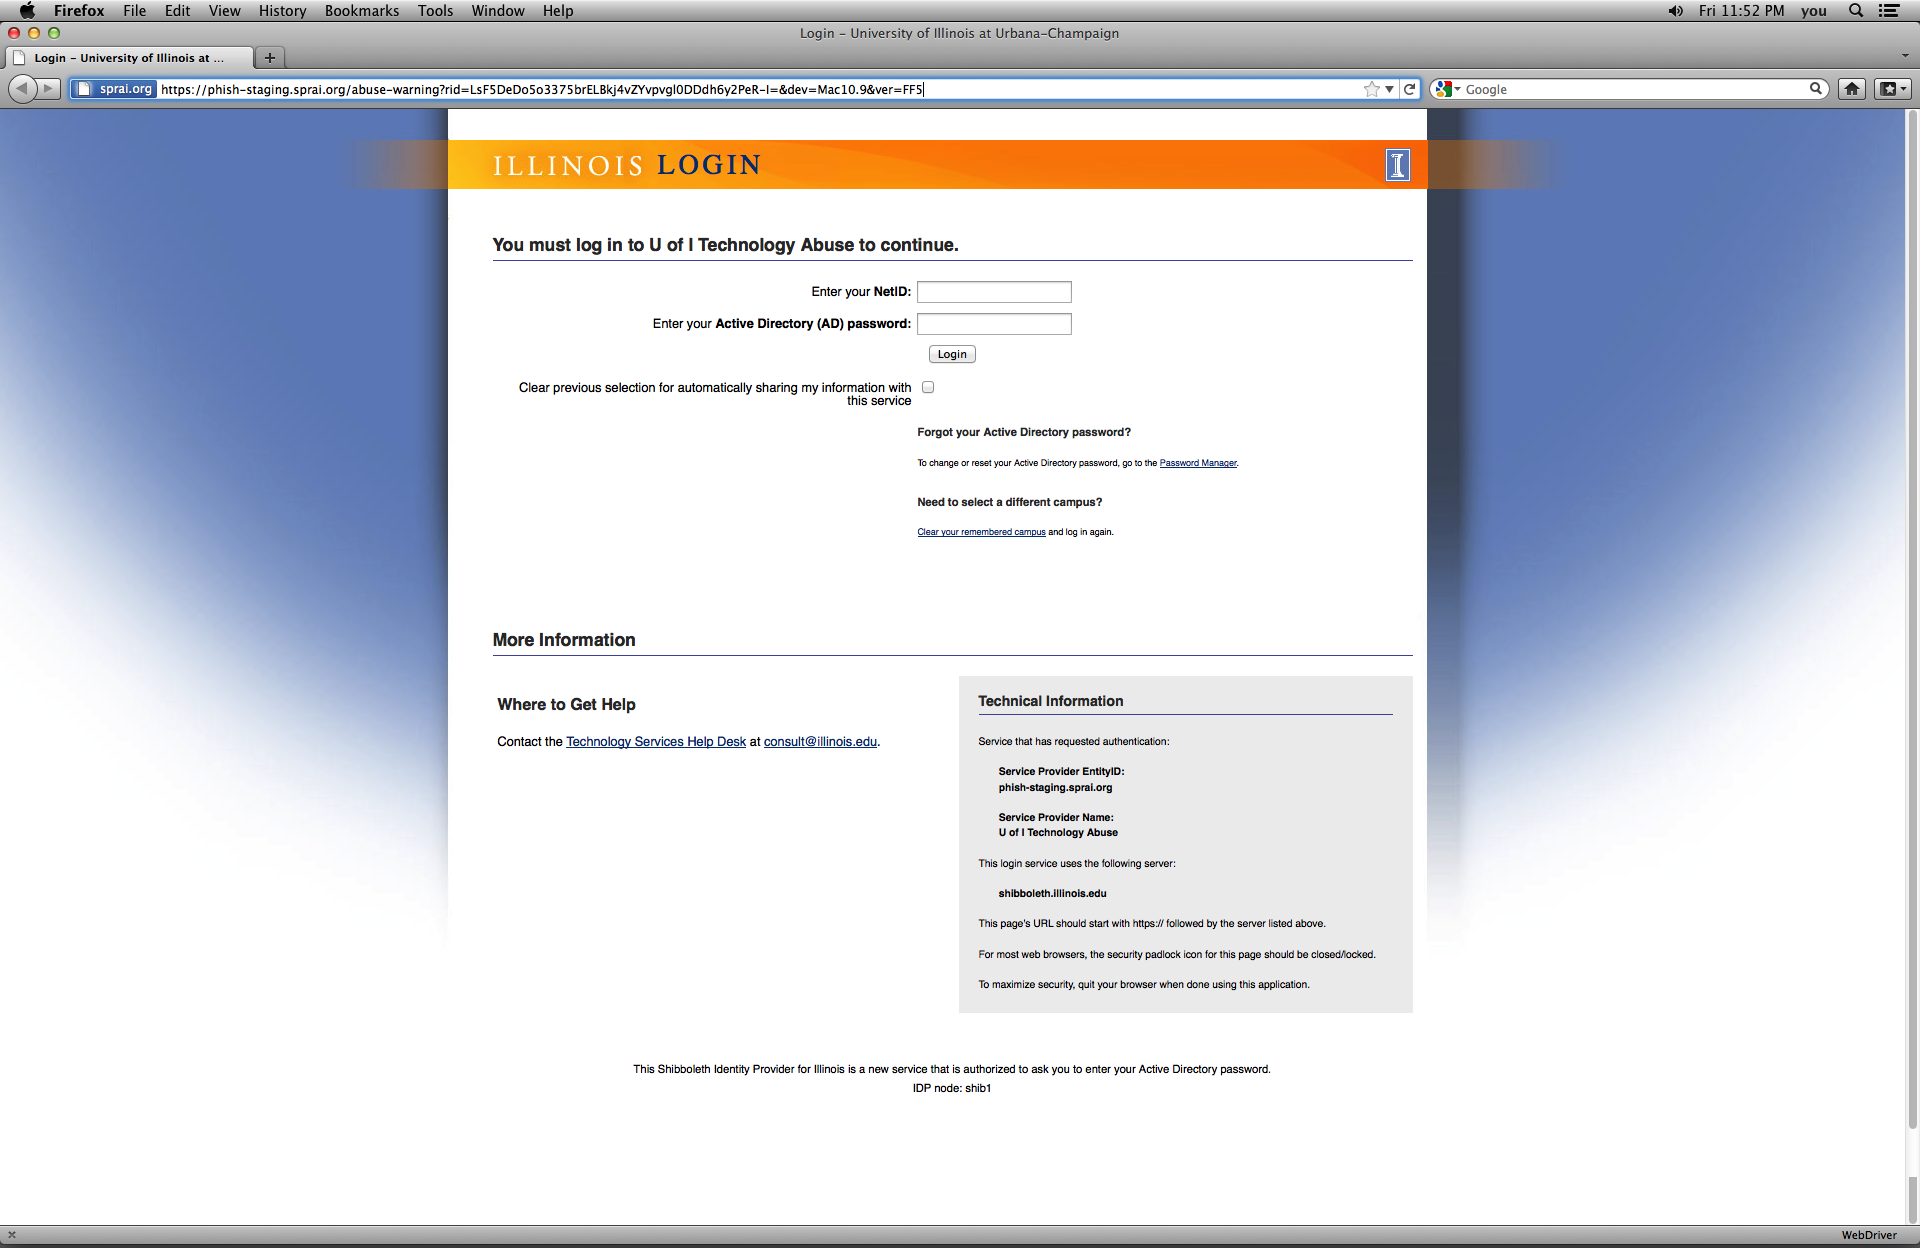 Firefox File Edit View History Bookmarks Tools Window Help Fri 11:52 PM you
Login – University of Illinois at Urbana-Champaign
Login – University of Illinois at ...
sprai.org https://phish-staging.sprai.org/abuse-warning?rid=LsF5DeDo5o3375brELBkj4vZYvpvgl0DDdh6y2PeR-I=&dev=Mac10.9&ver=FF5 Google
ILLINOIS LOGIN
You must log in to U of I Technology Abuse to continue.
Enter your NetID:
Enter your Active Directory (AD) password:
Login
Clear previous selection for automatically sharing my information with
this service
Forgot your Active Directory password?
To change or reset your Active Directory password, go to the Password Manager.
Need to select a different campus?
Clear your remembered campus and log in again.
More Information
Where to Get Help
Contact the Technology Services Help Desk at consult@illinois.edu.
Technical Information
Service that has requested authentication:
Service Provider EntityID:
phish-staging.sprai.org
Service Provider Name:
U of I Technology Abuse
This login service uses the following server:
shibboleth.illinois.edu
This page's URL should start with https:// followed by the server listed above.
For most web browsers, the security padlock icon for this page should be closed/locked.
To maximize security, quit your browser when done using this application.
This Shibboleth Identity Provider for Illinois is a new service that is authorized to ask you to enter your Active Directory password.
IDP node: shib1
WebDriver